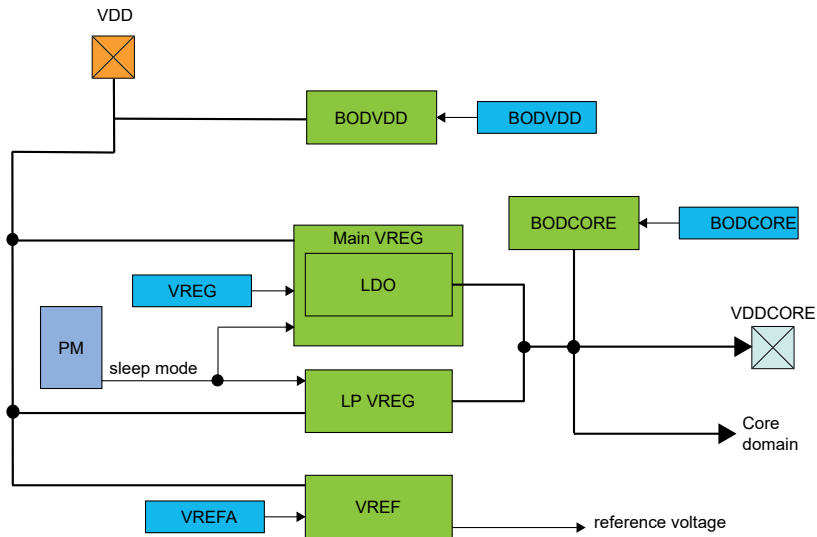 VDD
BODVDD
BODVDD
BODCORE
BODCORE
Main VREG
LDO
VREG
VDDCORE
PM
sleep mode
LP VREG
Core
domain
VREF
VREFA
reference voltage